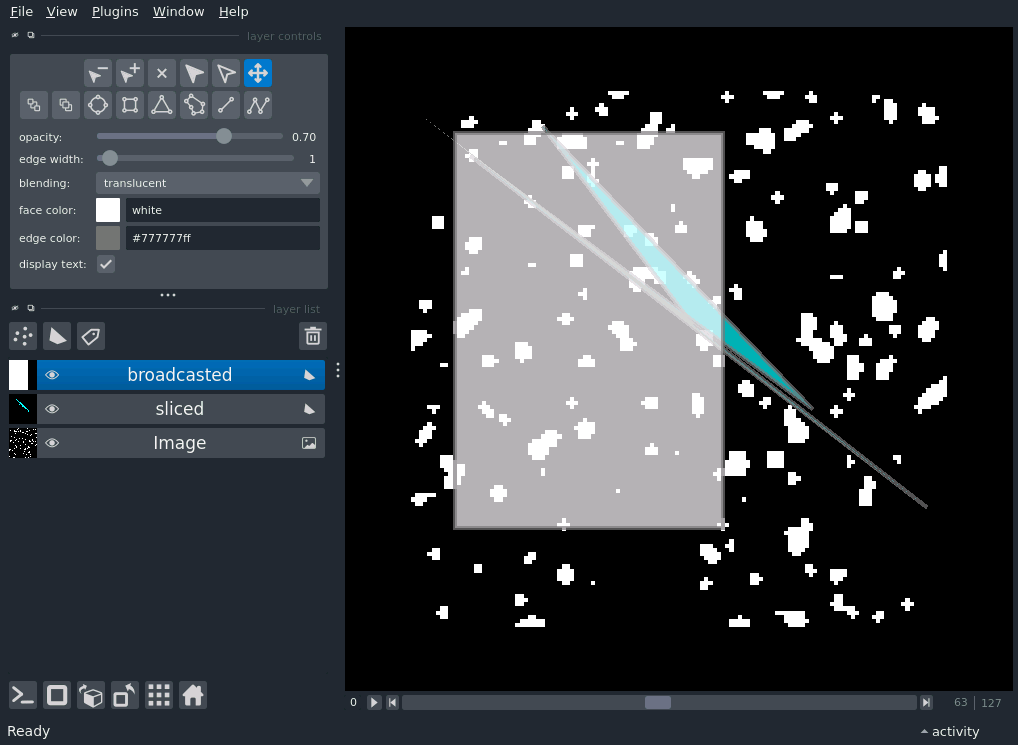 File View Plugins Window Help
layer controls
opacity: 0.70
edge width: 1
blending: translucent
face color: white
edge color: #777777ff
display text:
layer list
broadcasted
sliced
Image
0 63 127
Ready activity